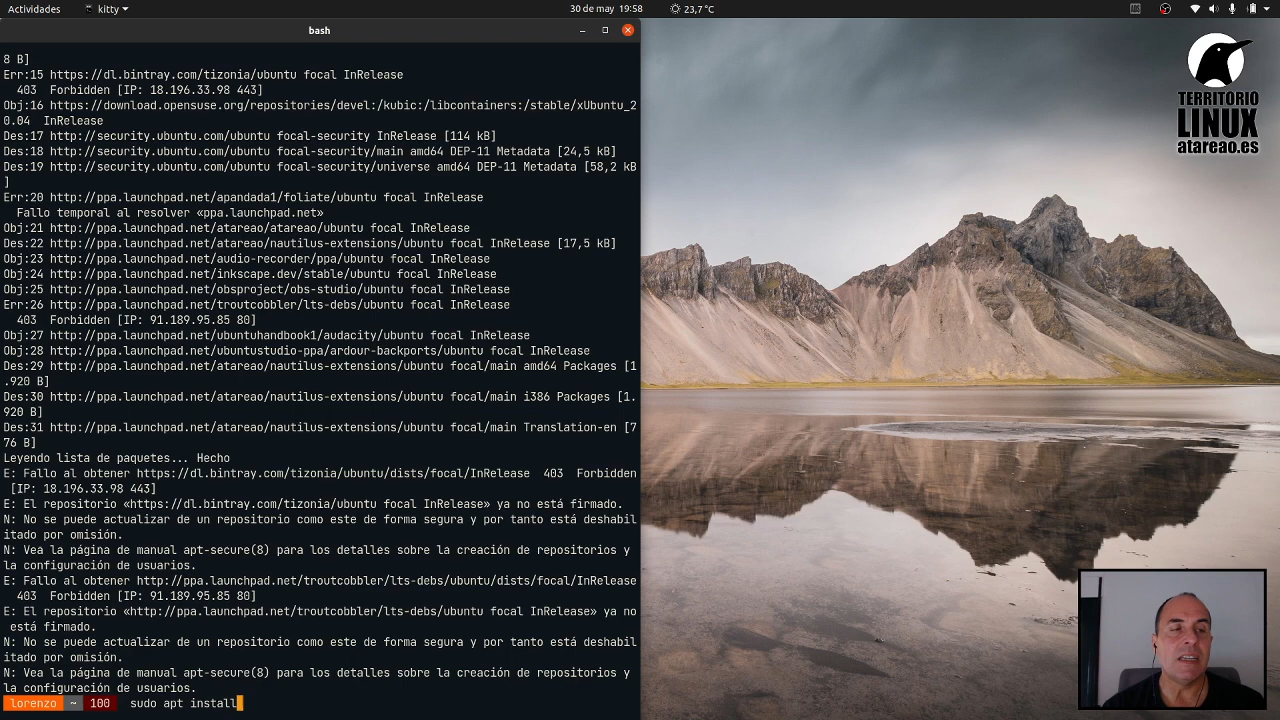 Actividades
kitty
30 de may 19:58
23,7 °C
bash
8 B]
Err:15 https://dl.bintray.com/tizonia/ubuntu focal InRelease
  403  Forbidden [IP: 18.196.33.98 443]
Obj:16 https://download.opensuse.org/repositories/devel:/kubic:/libcontainers:/stable/xUbuntu_2
0.04  InRelease
Des:17 http://security.ubuntu.com/ubuntu focal-security InRelease [114 kB]
Des:18 http://security.ubuntu.com/ubuntu focal-security/main amd64 DEP-11 Metadata [24,5 kB]
Des:19 http://security.ubuntu.com/ubuntu focal-security/universe amd64 DEP-11 Metadata [58,2 kB
]
Err:20 http://ppa.launchpad.net/apandada1/foliate/ubuntu focal InRelease
  Fallo temporal al resolver «ppa.launchpad.net»
Obj:21 http://ppa.launchpad.net/atareao/atareao/ubuntu focal InRelease
Des:22 http://ppa.launchpad.net/atareao/nautilus-extensions/ubuntu focal InRelease [17,5 kB]
Obj:23 http://ppa.launchpad.net/audio-recorder/ppa/ubuntu focal InRelease
Obj:24 http://ppa.launchpad.net/inkscape.dev/stable/ubuntu focal InRelease
Obj:25 http://ppa.launchpad.net/obsproject/obs-studio/ubuntu focal InRelease
Err:26 http://ppa.launchpad.net/troutcobbler/lts-debs/ubuntu focal InRelease
  403  Forbidden [IP: 91.189.95.85 80]
Obj:27 http://ppa.launchpad.net/ubuntuhandbook1/audacity/ubuntu focal InRelease
Obj:28 http://ppa.launchpad.net/ubuntustudio-ppa/ardour-backports/ubuntu focal InRelease
Des:29 http://ppa.launchpad.net/atareao/nautilus-extensions/ubuntu focal/main amd64 Packages [1
.920 B]
Des:30 http://ppa.launchpad.net/atareao/nautilus-extensions/ubuntu focal/main i386 Packages [1.
920 B]
Des:31 http://ppa.launchpad.net/atareao/nautilus-extensions/ubuntu focal/main Translation-en [7
76 B]
Leyendo lista de paquetes... Hecho
E: Fallo al obtener https://dl.bintray.com/tizonia/ubuntu/dists/focal/InRelease  403  Forbidden
 [IP: 18.196.33.98 443]
E: El repositorio «https://dl.bintray.com/tizonia/ubuntu focal InRelease» ya no está firmado.
N: No se puede actualizar de un repositorio como este de forma segura y por tanto está deshabil
itado por omisión.
N: Vea la página de manual apt-secure(8) para los detalles sobre la creación de repositorios y
la configuración de usuarios.
E: Fallo al obtener http://ppa.launchpad.net/troutcobbler/lts-debs/ubuntu/dists/focal/InRelease
  403  Forbidden [IP: 91.189.95.85 80]
E: El repositorio «http://ppa.launchpad.net/troutcobbler/lts-debs/ubuntu focal InRelease» ya no
 está firmado.
N: No se puede actualizar de un repositorio como este de forma segura y por tanto está deshabil
itado por omisión.
N: Vea la página de manual apt-secure(8) para los detalles sobre la creación de repositorios y
la configuración de usuarios.
lorenzo ~ 100 sudo apt install
TERRITORIO
LINUX
atareao.es